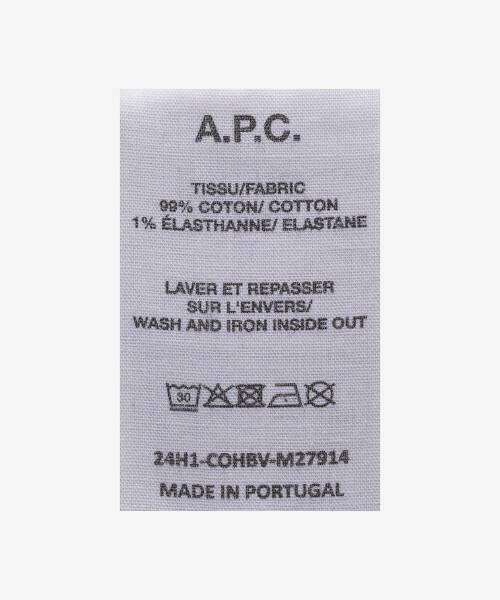 A.P.C.
TISSU/FABRIC
99% COTON/ COTTON
1% ÉLASTHANNE/ ELASTANE
LAVER ET REPASSER
SUR L'ENVERS/
WASH AND IRON INSIDE OUT
30
24H1-COHBV-M27914
MADE IN PORTUGAL